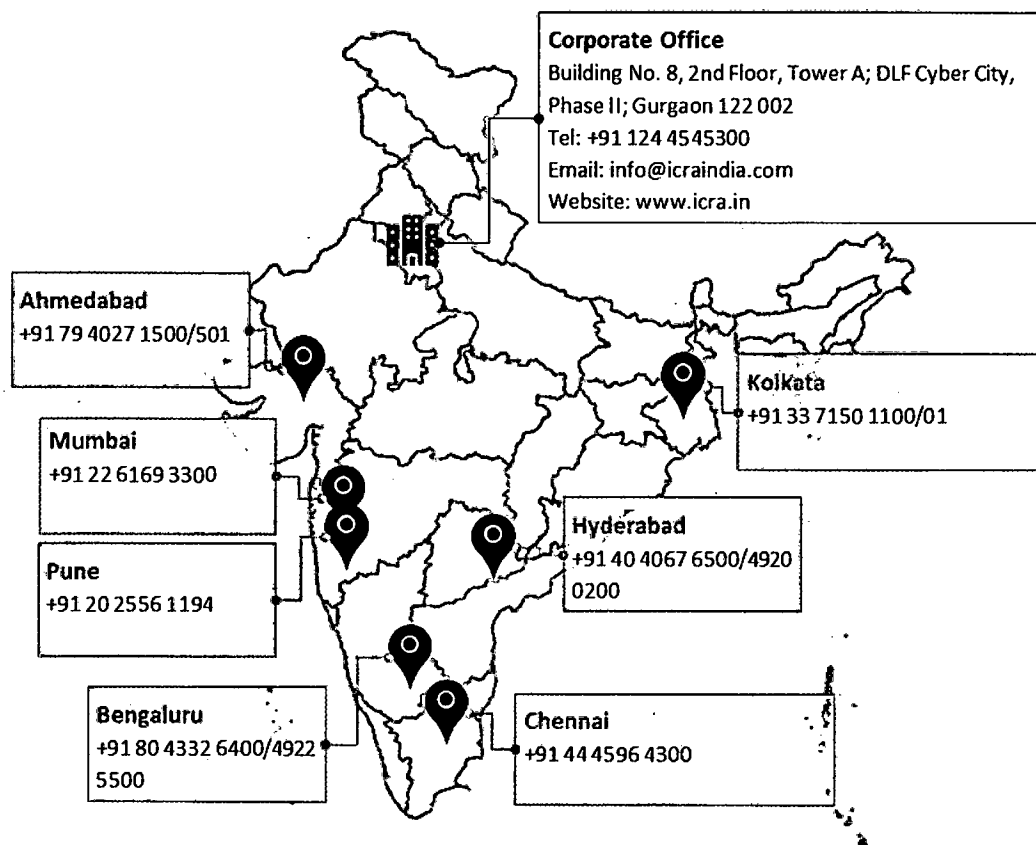 Corporate Office
Building No. 8, 2nd Floor, Tower A; DLF Cyber City,
Phase II; Gurgaon 122 002
Tel: +91 124 4545300
Email: info@icraindia.com
Website: www.icra.in
Ahmedabad
+91 79 4027 1500/501
Kolkata
+91 33 7150 1100/01
Mumbai
+91 22 6169 3300
Hyderabad
+91 40 4067 6500/4920
0200
Pune
+91 20 2556 1194
Bengaluru
+91 80 4332 6400/4922
5500
Chennai
+91 44 4596 4300